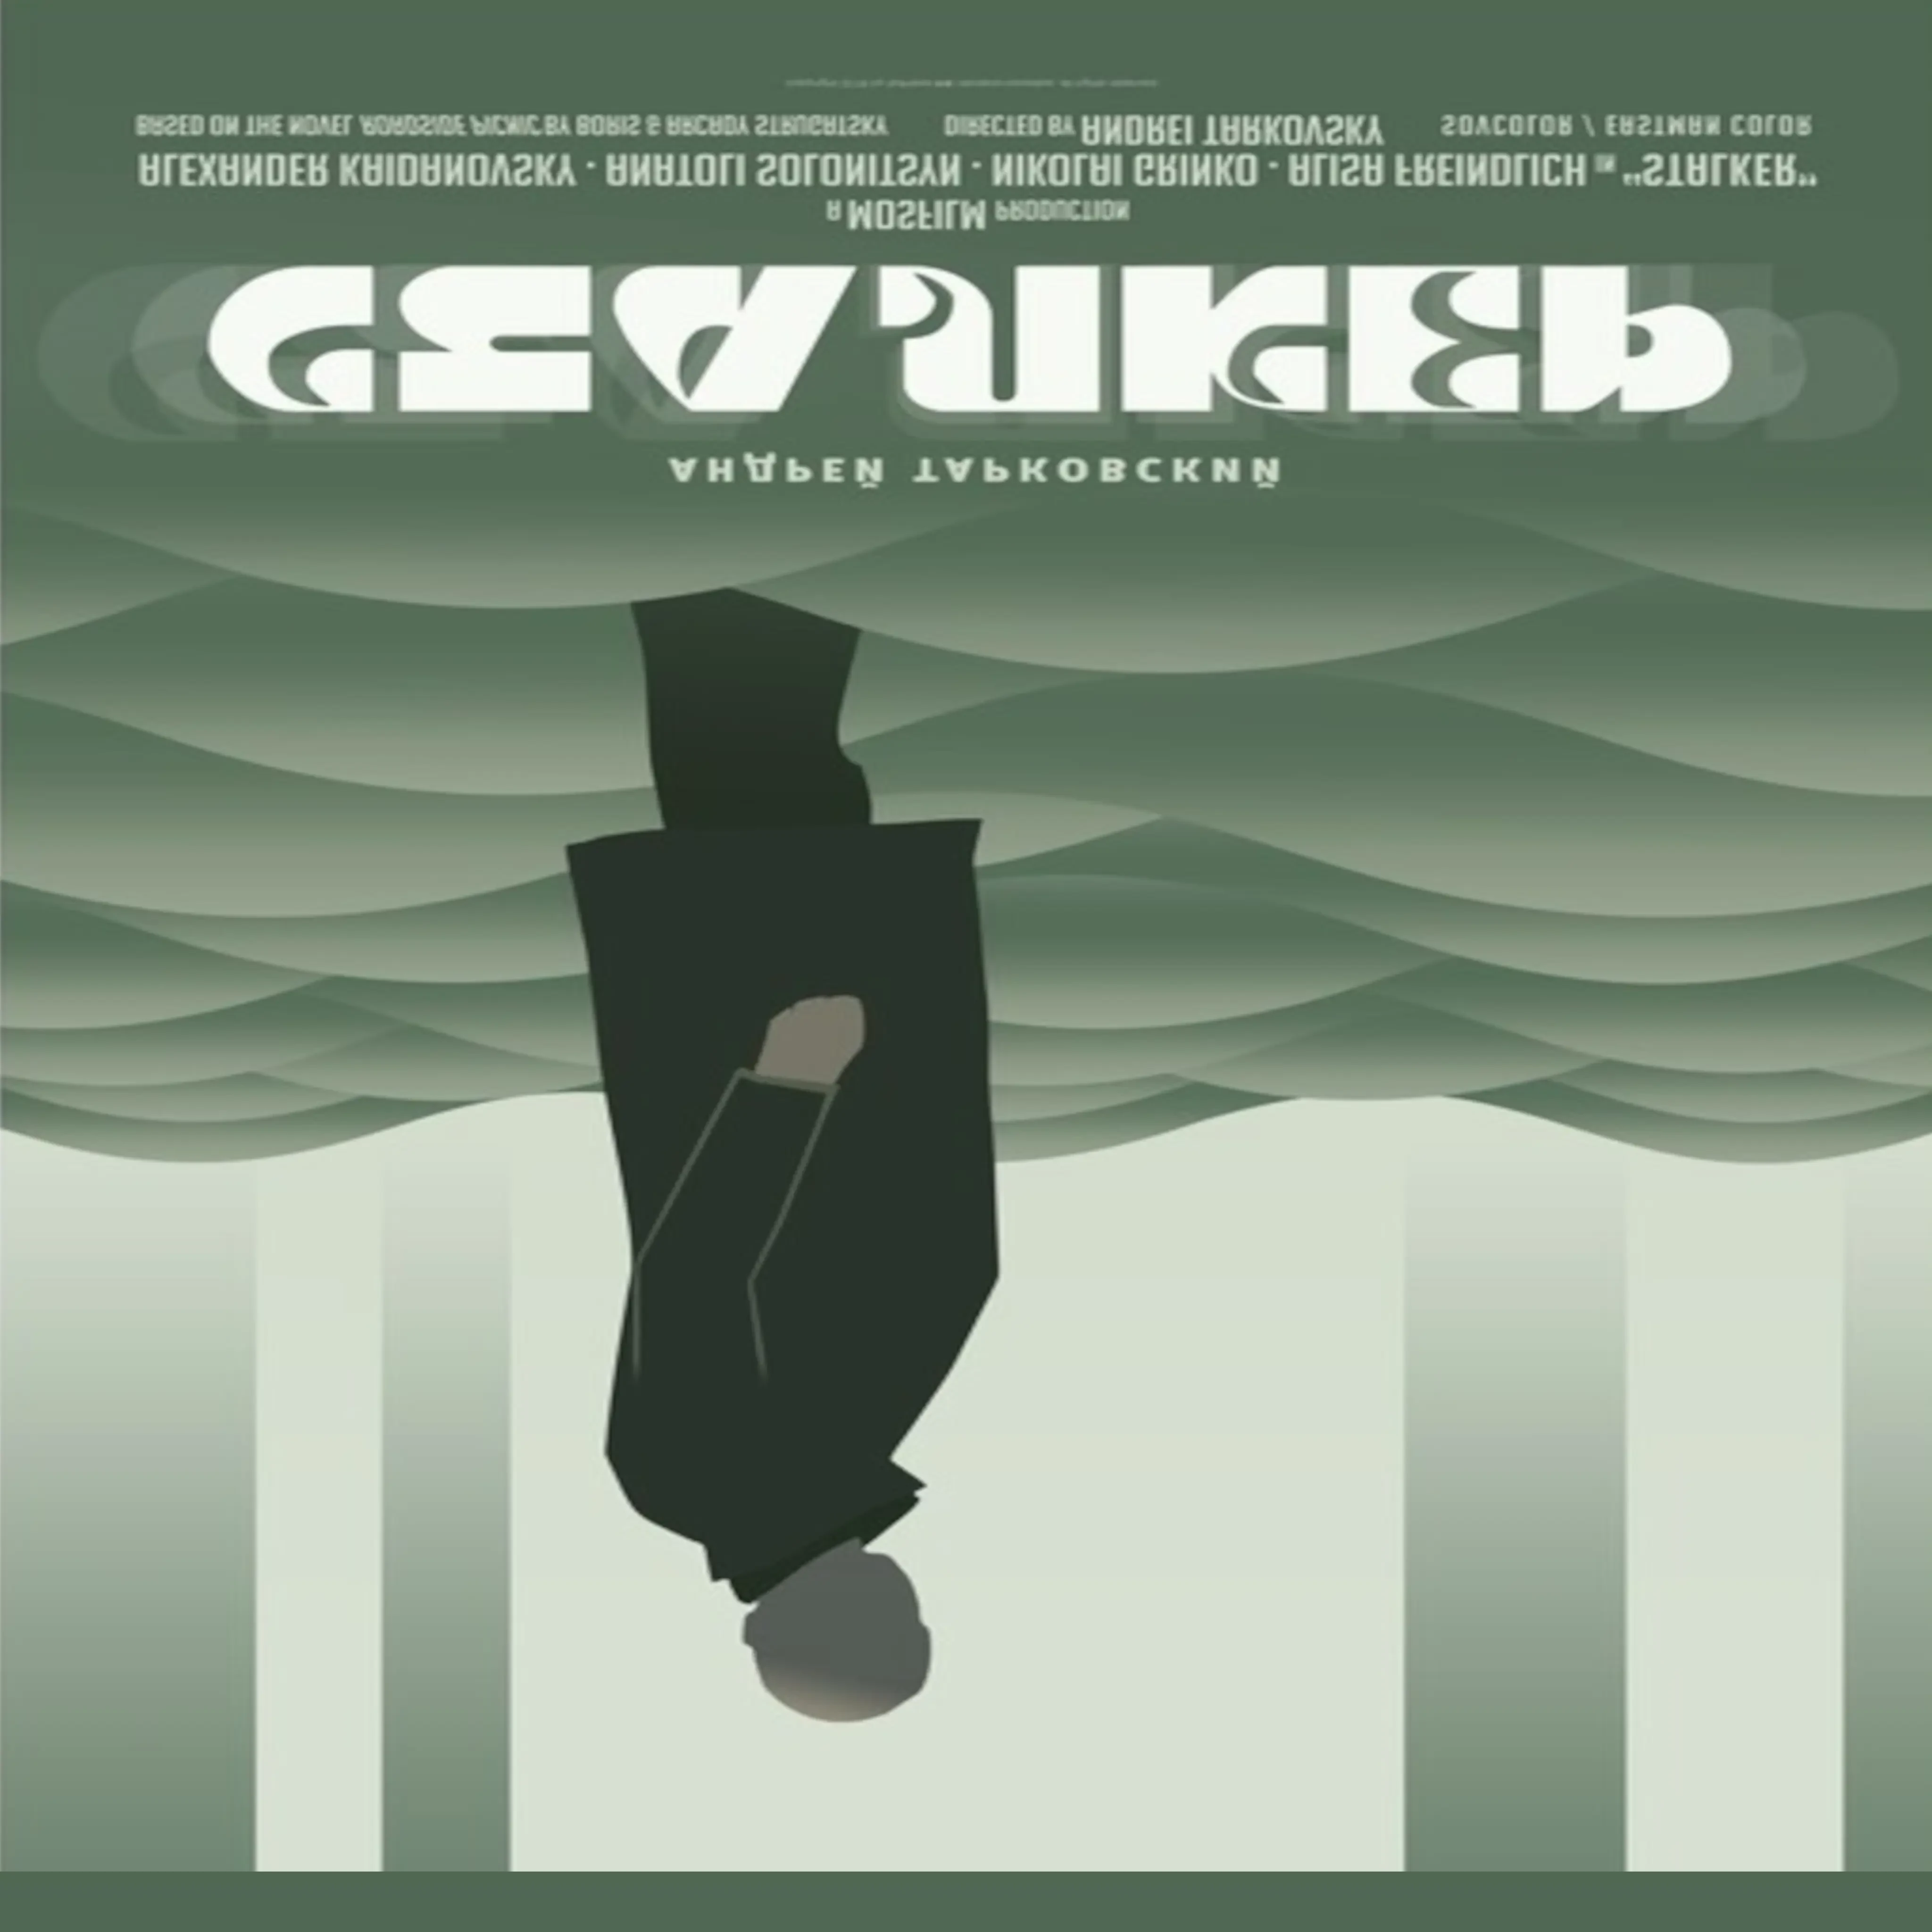 АНДРЕЙ ТАРКОВСКИЙ
СТАЛКЕР
A MOSFILM PRODUCTION
ALEXANDER KAIDANOVSKY - ANATOLI SOLONITSYN - NIKOLAI GRINKO - ALISA FREINDLICH IN "STALKER"
BASED ON THE NOVEL ROADSIDE PICNIC BY BORIS & ARCADY STRUGATSKY DIRECTED BY ANDREI TARKOVSKY SOVCOLOR / EASTMAN COLOR